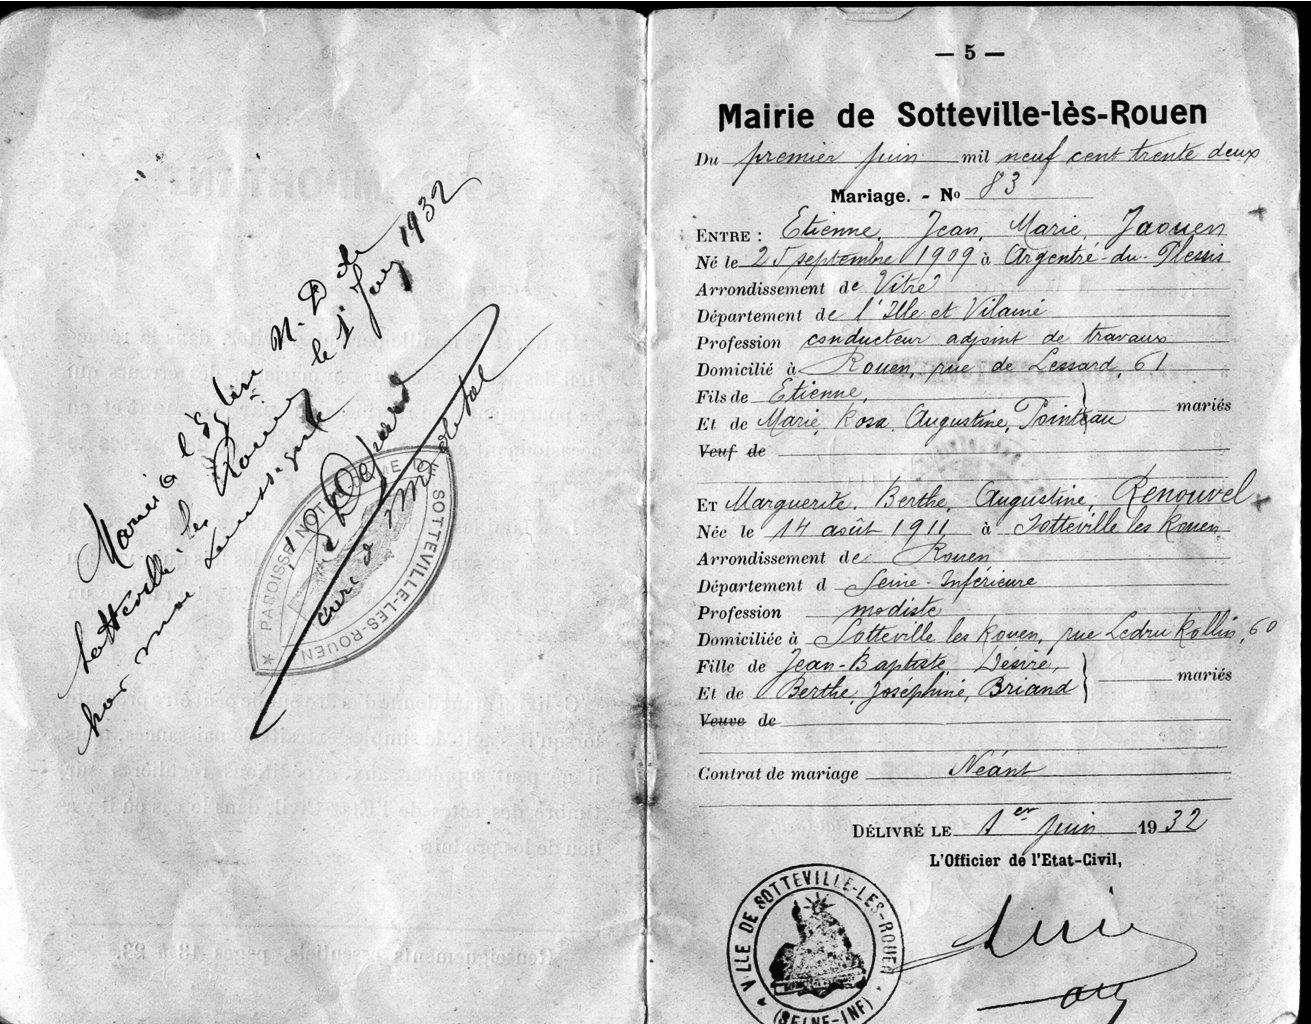 Marié à l'Église N. D. de
Sotteville les Rouen le 1er Juin 1932
par moi soussigné
curé de
PAROISSE NOTRE DAME DE SOTTEVILLE-LES-ROUEN
— 5 —
Mairie de Sotteville-lès-Rouen
Du premier juin mil neuf cent trente deux
Mariage. - No 83
ENTRE : Etienne, Jean, Marie, Jaouen
Né le 25 septembre 1909 à Argentré-du-Plessis
Arrondissement de Vitré
Département de l'Ille et Vilaine
Profession conducteur adjoint de travaux
Domicilié à Rouen, rue de Lessard, 61
Fils de Etienne,
Et de Marie, Rosa, Augustine, Pointeau mariés
Veuf de
ET Marguerite, Berthe, Augustine, Renouvel
Née le 14 août 1911 à Sotteville les Rouen
Arrondissement de Rouen
Département d Seine-Inférieure
Profession modiste
Domiciliée à Sotteville les Rouen, rue Ledru Rollin, 60
Fille de Jean-Baptiste, Désiré,
Et de Berthe, Joséphine, Briand mariés
Veuve de
Contrat de mariage Néant
DÉLIVRÉ LE 1er juin 1932
L'Officier de l'Etat-Civil,
VILLE DE SOTTEVILLE-LES-ROUEN
(SEINE-INF)